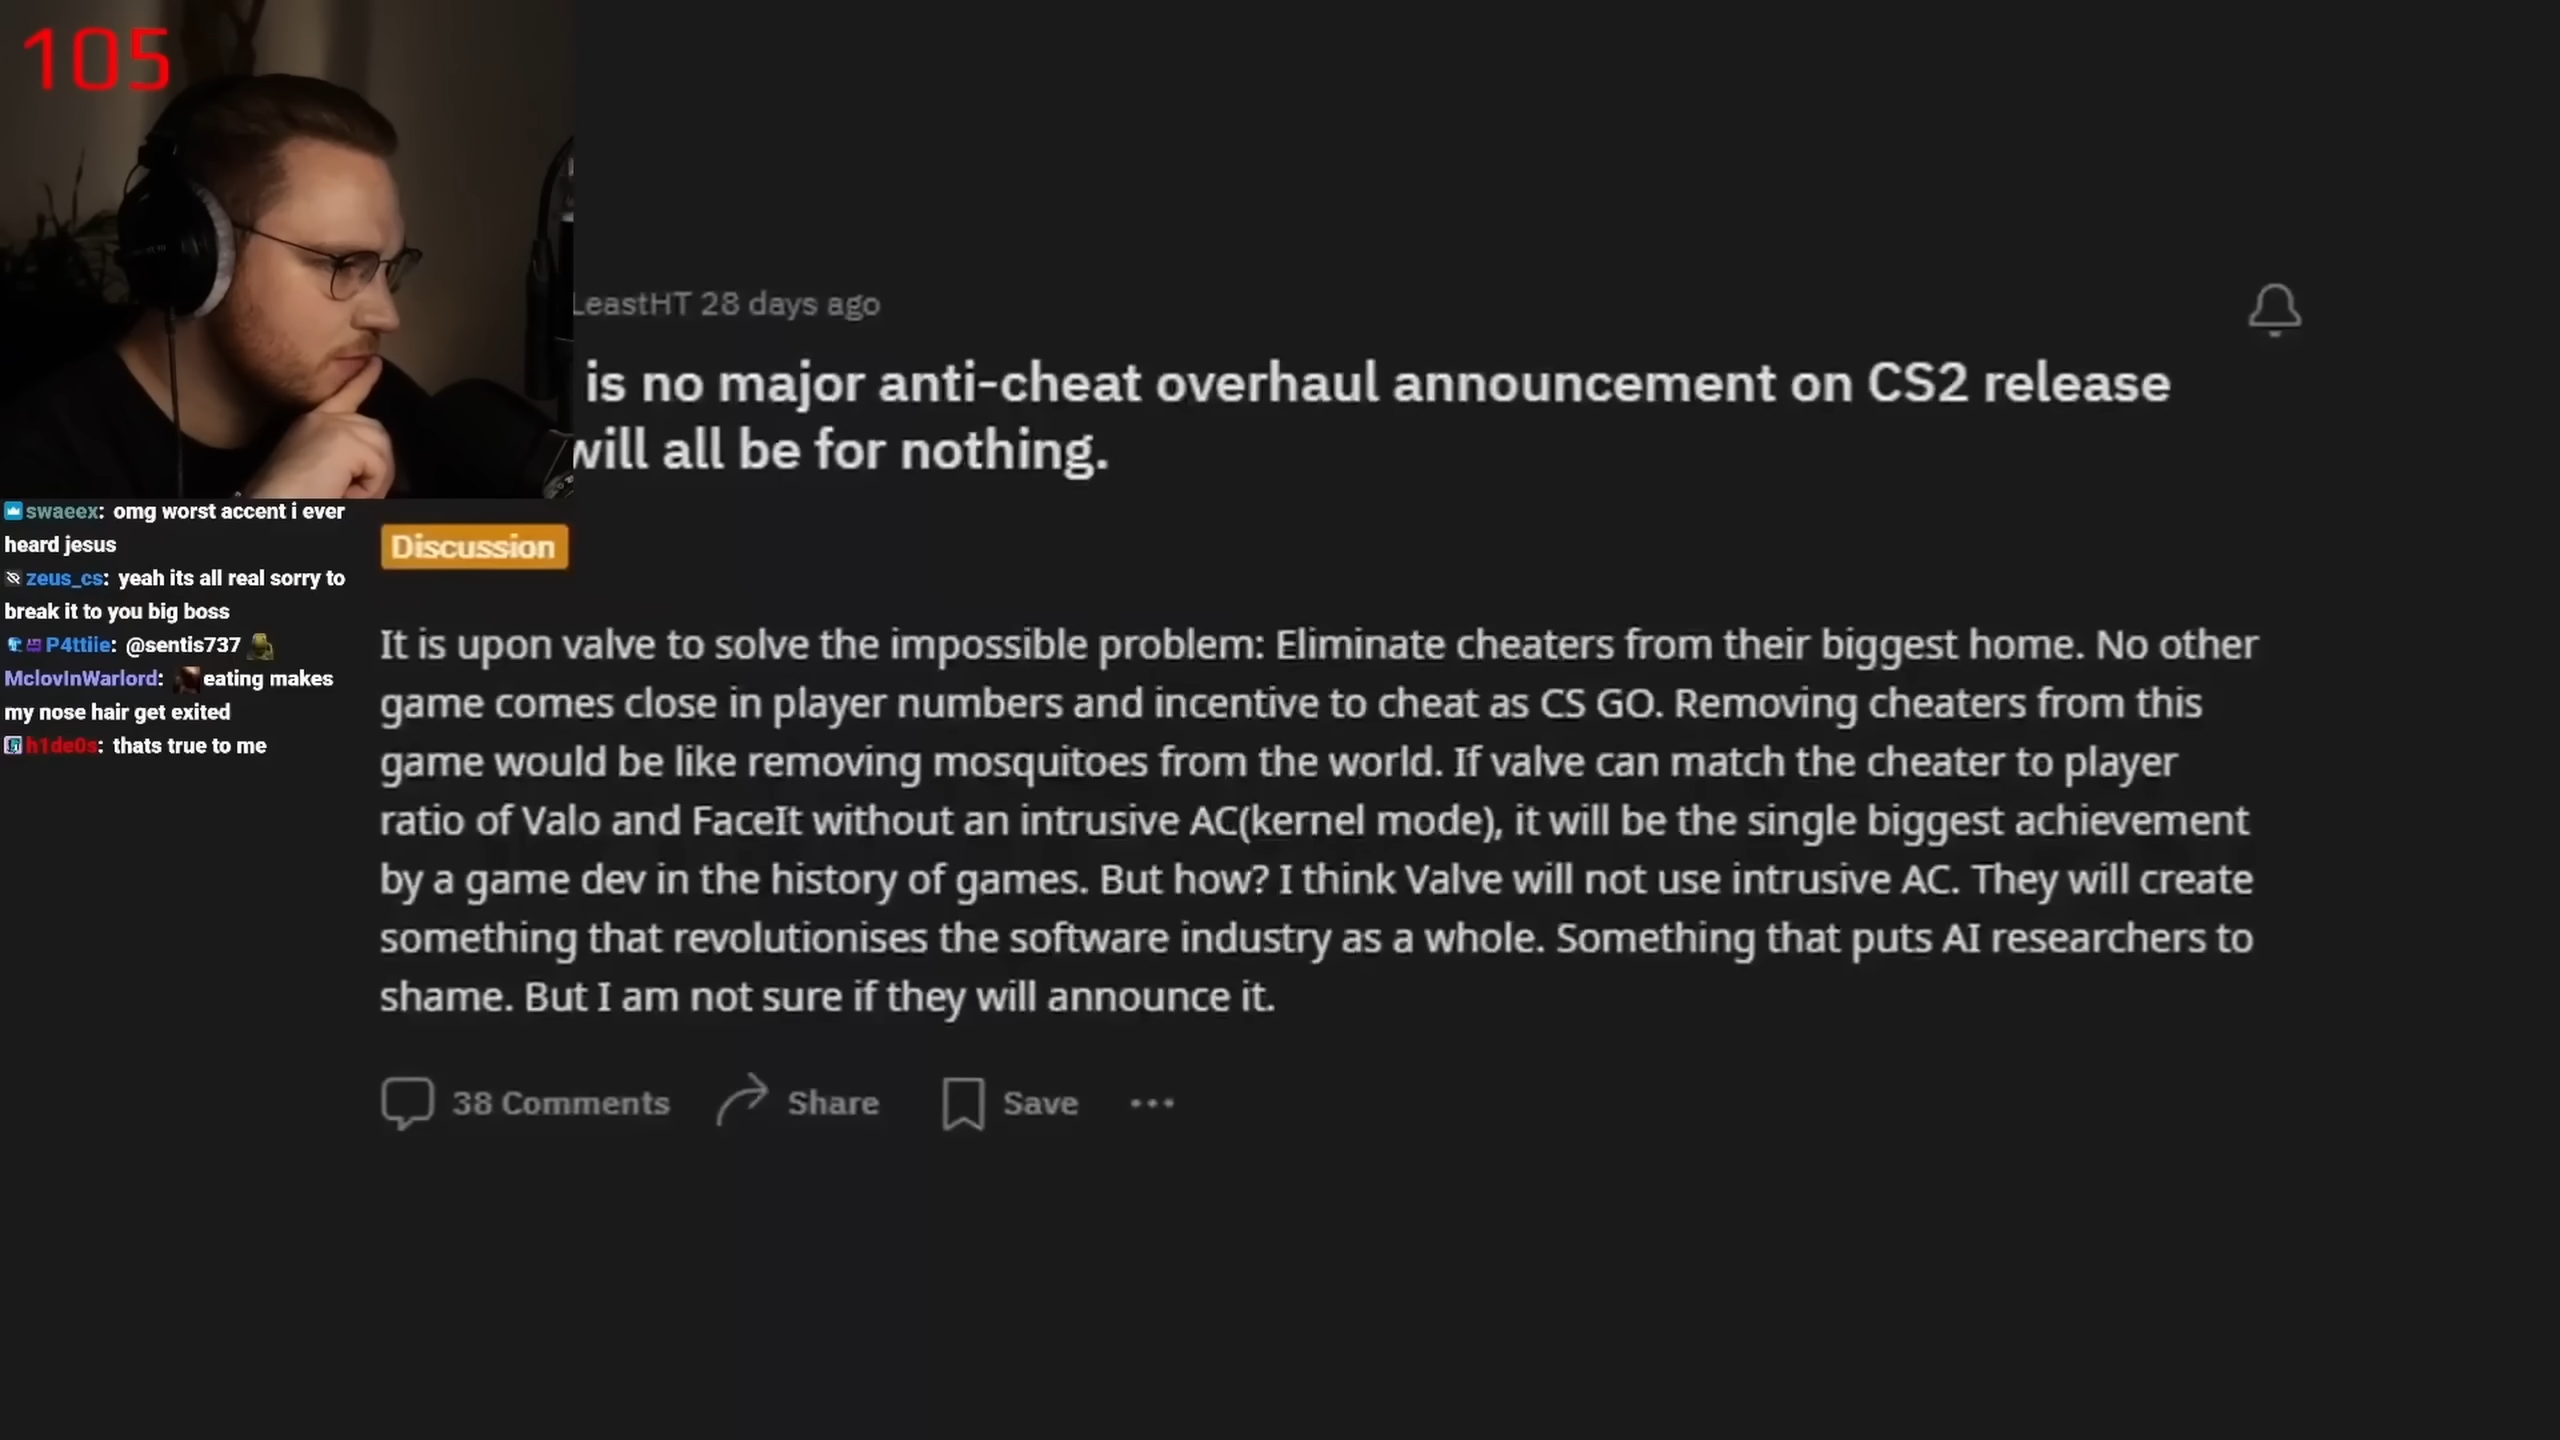 105
LeastHT 28 days ago
is no major anti-cheat overhaul announcement on CS2 release
will all be for nothing.
Discussion
swaeex: omg worst accent i ever
heard jesus
zeus_cs: yeah its all real sorry to
break it to you big boss
P4ttiie: @sentis737
McIovInWarlord: eating makes
my nose hair get exited
h1de0s: thats true to me
It is upon valve to solve the impossible problem: Eliminate cheaters from their biggest home. No other
game comes close in player numbers and incentive to cheat as CS GO. Removing cheaters from this
game would be like removing mosquitoes from the world. If valve can match the cheater to player
ratio of Valo and FaceIt without an intrusive AC(kernel mode), it will be the single biggest achievement
by a game dev in the history of games. But how? I think Valve will not use intrusive AC. They will create
something that revolutionises the software industry as a whole. Something that puts AI researchers to
shame. But I am not sure if they will announce it.
38 Comments Share Save